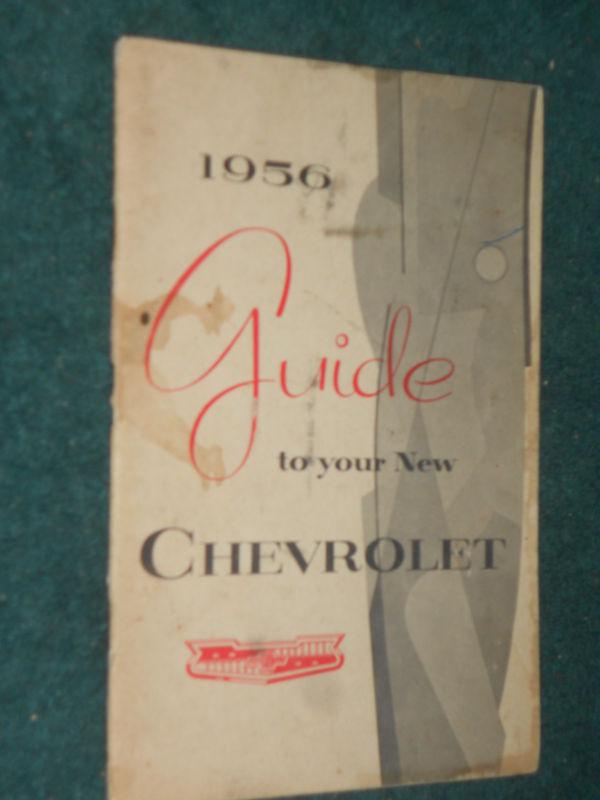 1956
Guide
to your New
CHEVROLET